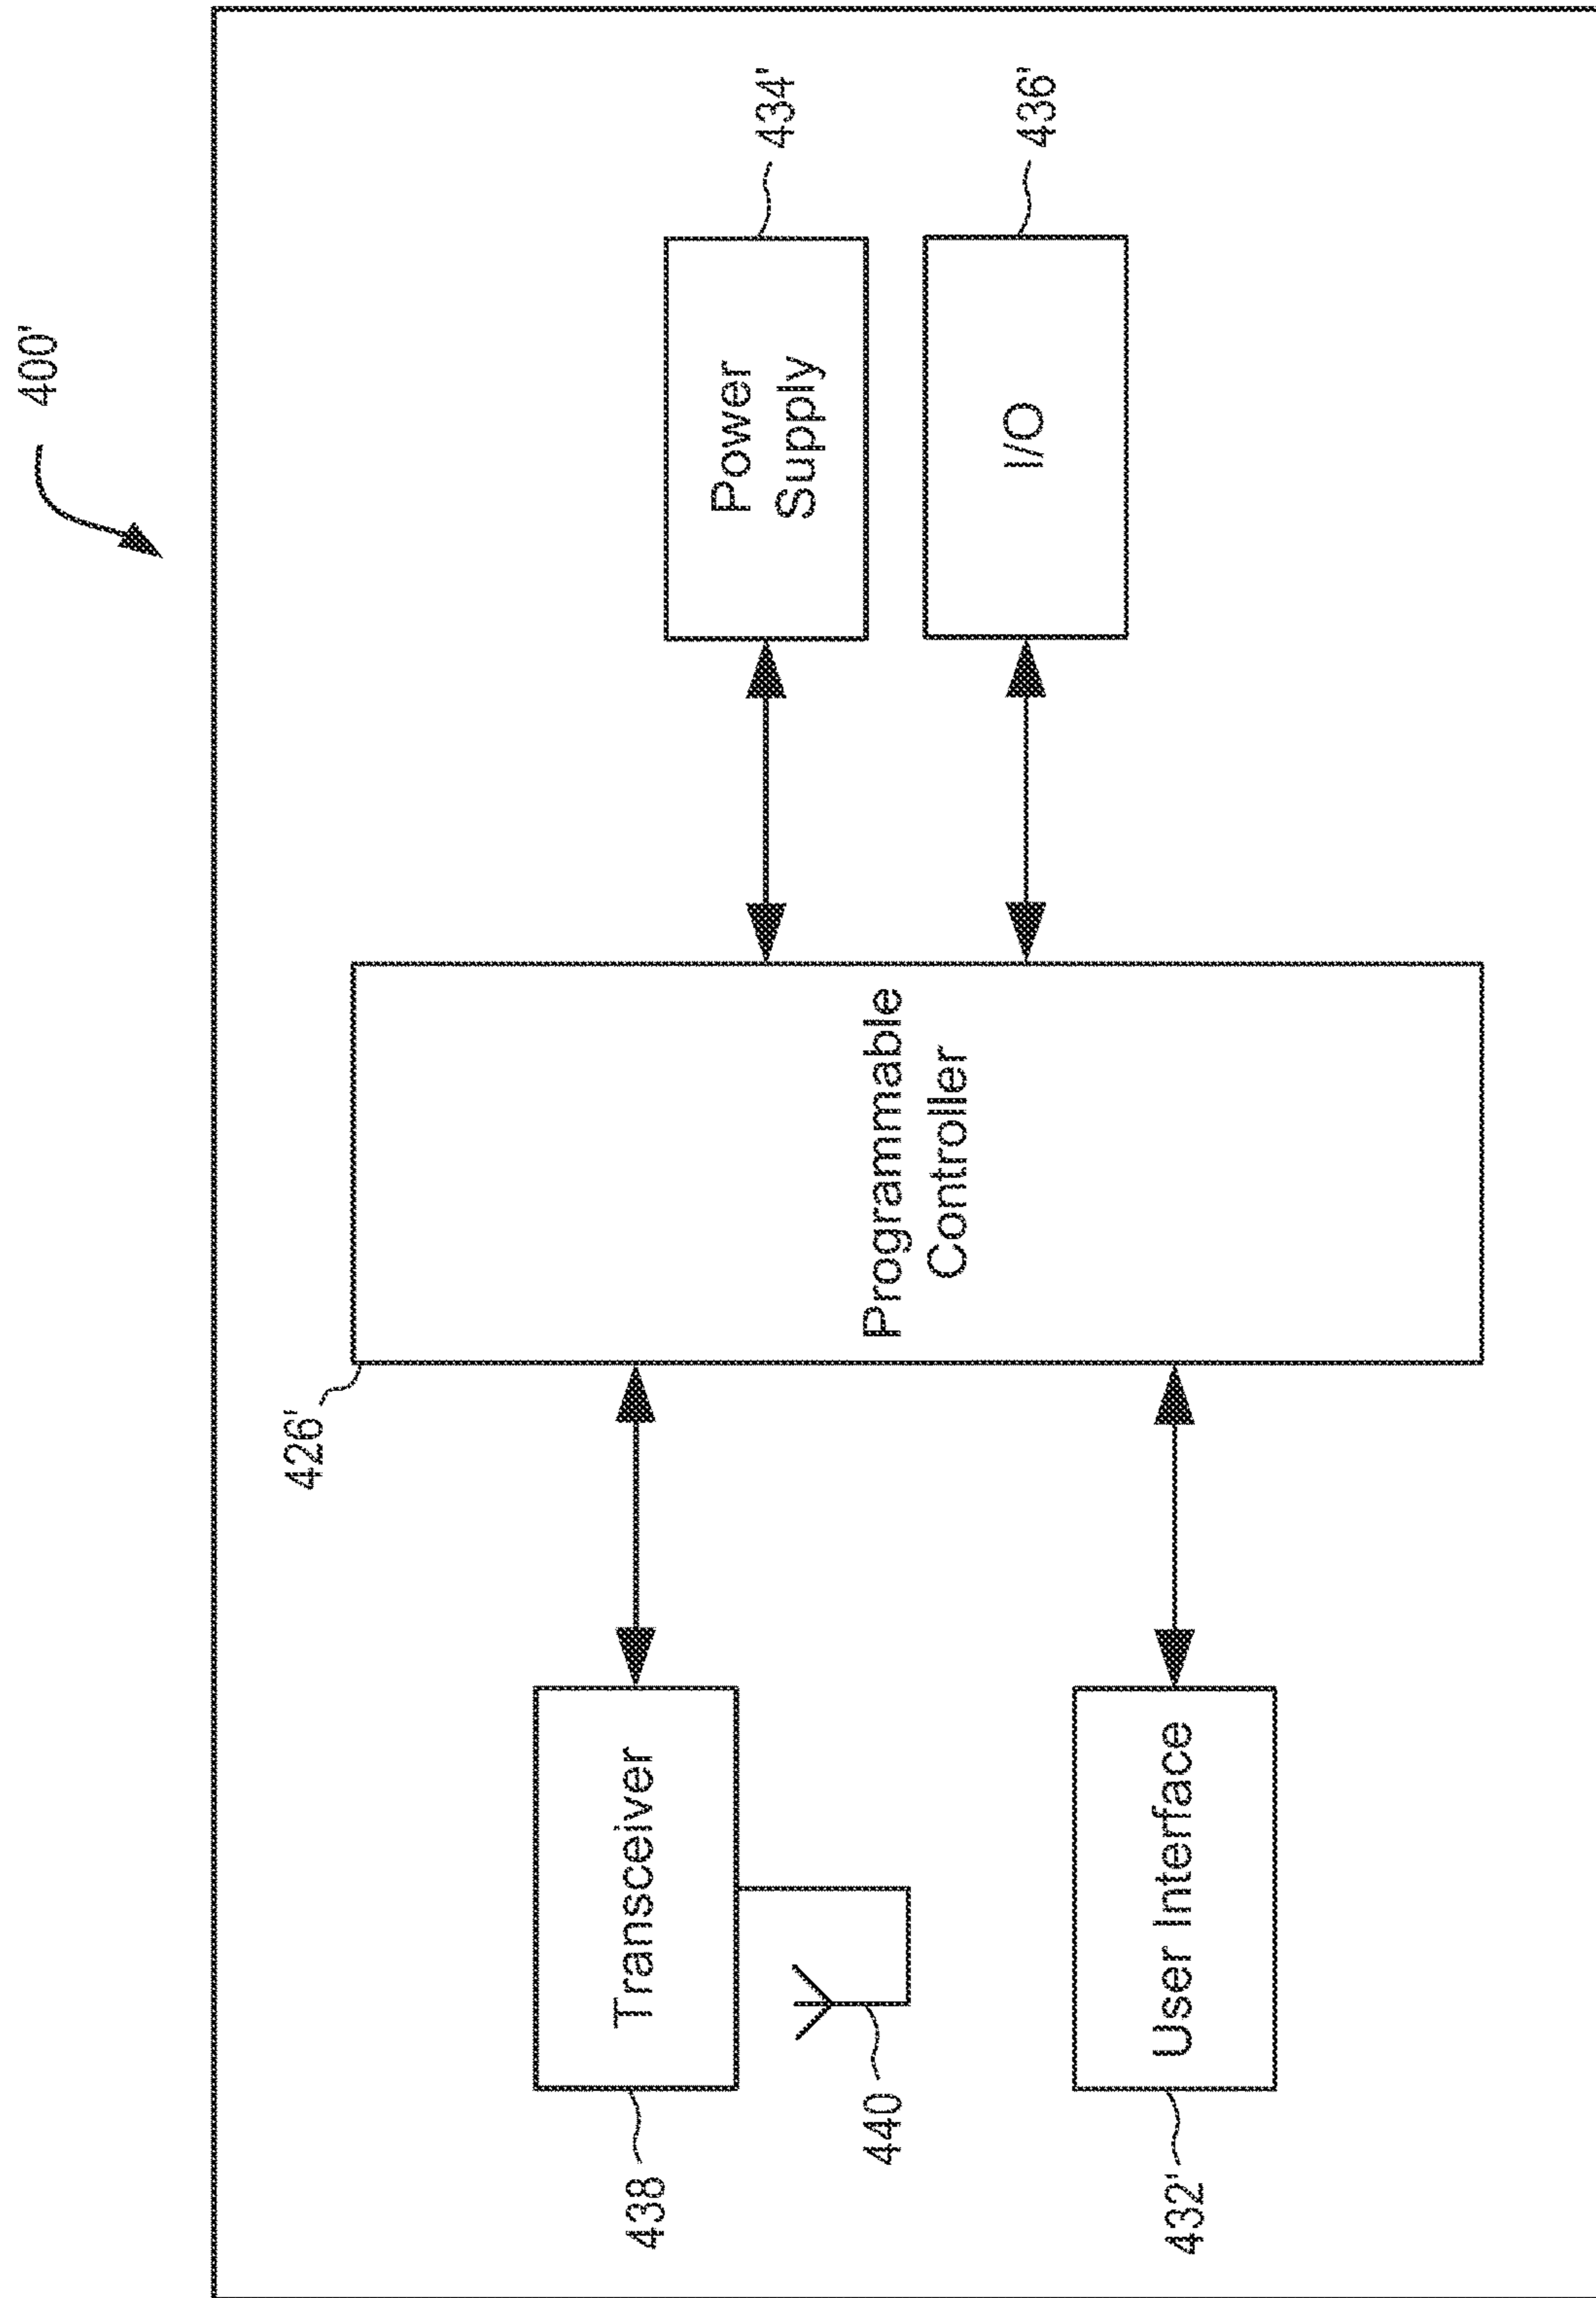 400'
426'
438
Transceiver
440
Programmable
Controller
Power
Supply
434'
I/O
436'
432'
User Interface